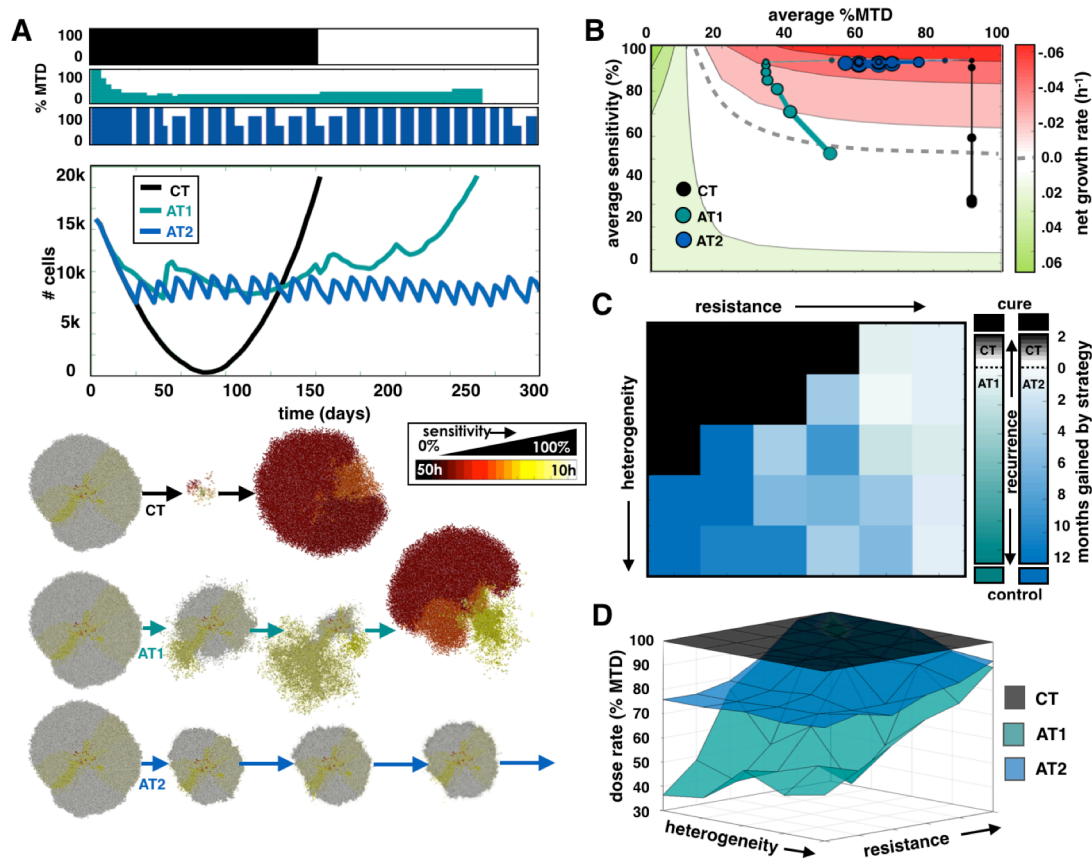 A
100
0
100
0
100
0
% MTD
20k
15k
10k
5k
0
# cells
CT
AT1
AT2
0 50 100 150 200 250 300
time (days)
sensitivity
0% 100%
50h 10h
CT
AT1
AT2
B
average %MTD
0 20 40 60 80 100
100
80
60
40
20
0
average sensitivity (%)
CT
AT1
AT2
-.06
-.04
-.02
0.0
.02
.04
.06
net growth rate (h-1)
C
resistance
heterogeneity
cure
CT CT
AT1 AT2
recurrence
2
0
2
4
6
8
10
12
months gained by strategy
control
D
100
90
80
70
60
50
40
30
dose rate (% MTD)
heterogeneity
resistance
CT
AT1
AT2